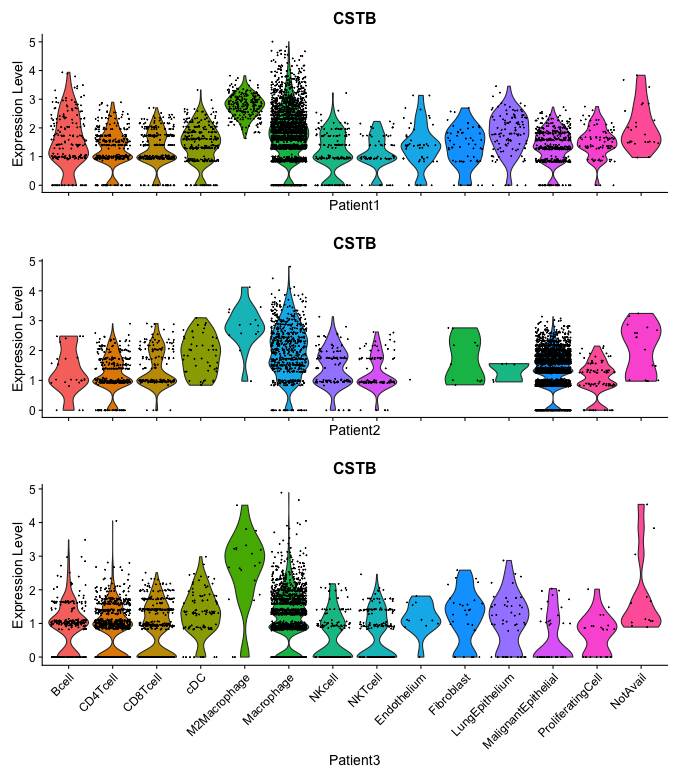 CSTB
Expression Level
5
4
3
2
1
0
Patient1
CSTB
Expression Level
5
4
3
2
1
0
Patient2
CSTB
Expression Level
5
4
3
2
1
0
Bcell
CD4Tcell
CD8Tcell
cDC
M2Macrophage
Macrophage
NKcell
NKTcell
Endothelium
Fibroblast
LungEpithelium
MalignantEpithelial
ProliferatingCell
NotAvail
Patient3